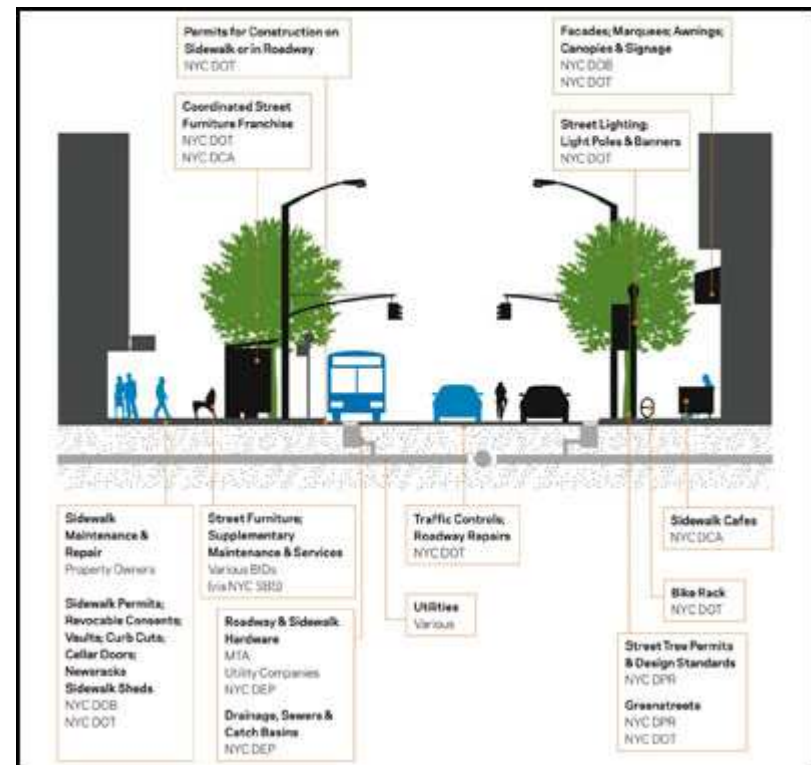 Permits for Construction on
Sidewalk or in Roadway
NYC DOT
Facades; Marquees; Awnings;
Canopies & Signage
NYC DOB
NYC DOT
Coordinated Street
Furniture Franchise
NYC DOT
NYC DCA
Street Lighting;
Light Poles & Banners
NYC DOT
Sidewalk
Maintenance &
Repair
Property Owners
Sidewalk Permits;
Revocable Consents;
Vaults; Curb Cuts;
Cellar Doors;
Newsracks
Sidewalk Sheds
NYC DOB
NYC DOT
Street Furniture;
Supplementary
Maintenance & Services
Various BIDs
(via NYC SBS)
Roadway & Sidewalk
Hardware
MTA
Utility Companies
NYC DEP
Drainage, Sewers &
Catch Basins
NYC DEP
Traffic Controls;
Roadway Repairs
NYC DOT
Utilities
Various
Sidewalk Cafes
NYC DCA
Bike Rack
NYC DOT
Street Tree Permits
& Design Standards
NYC DPR
Greenstreets
NYC DPR
NYC DOT